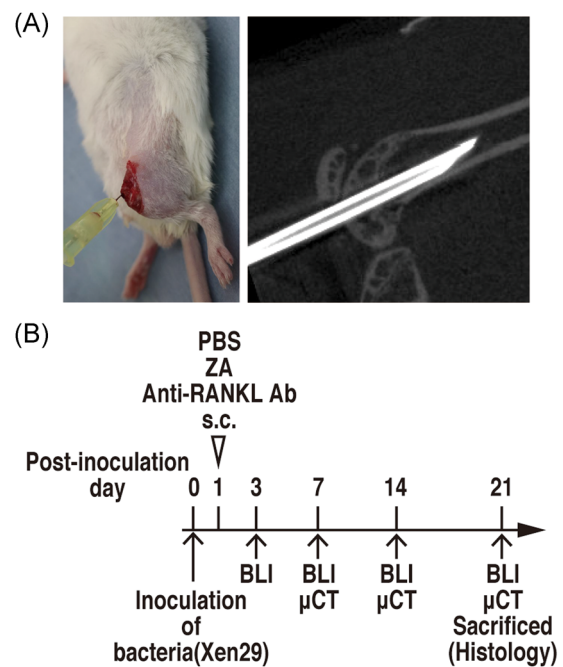 (A)
(B)
PBS
ZA
Anti-RANKL Ab
s.c.
Post-inoculation
day
0 1 3 7 14 21
Inoculation
of
bacteria(Xen29)
BLI
BLI
µCT
BLI
µCT
BLI
µCT
Sacrificed
(Histology)